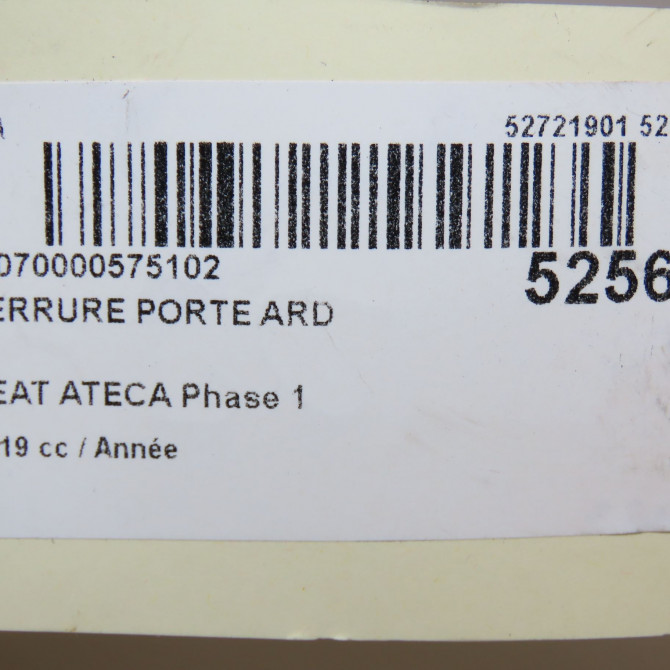 52721901 52
070000575102
5256
ERRURE PORTE ARD
EAT ATECA Phase 1
19 cc / Année